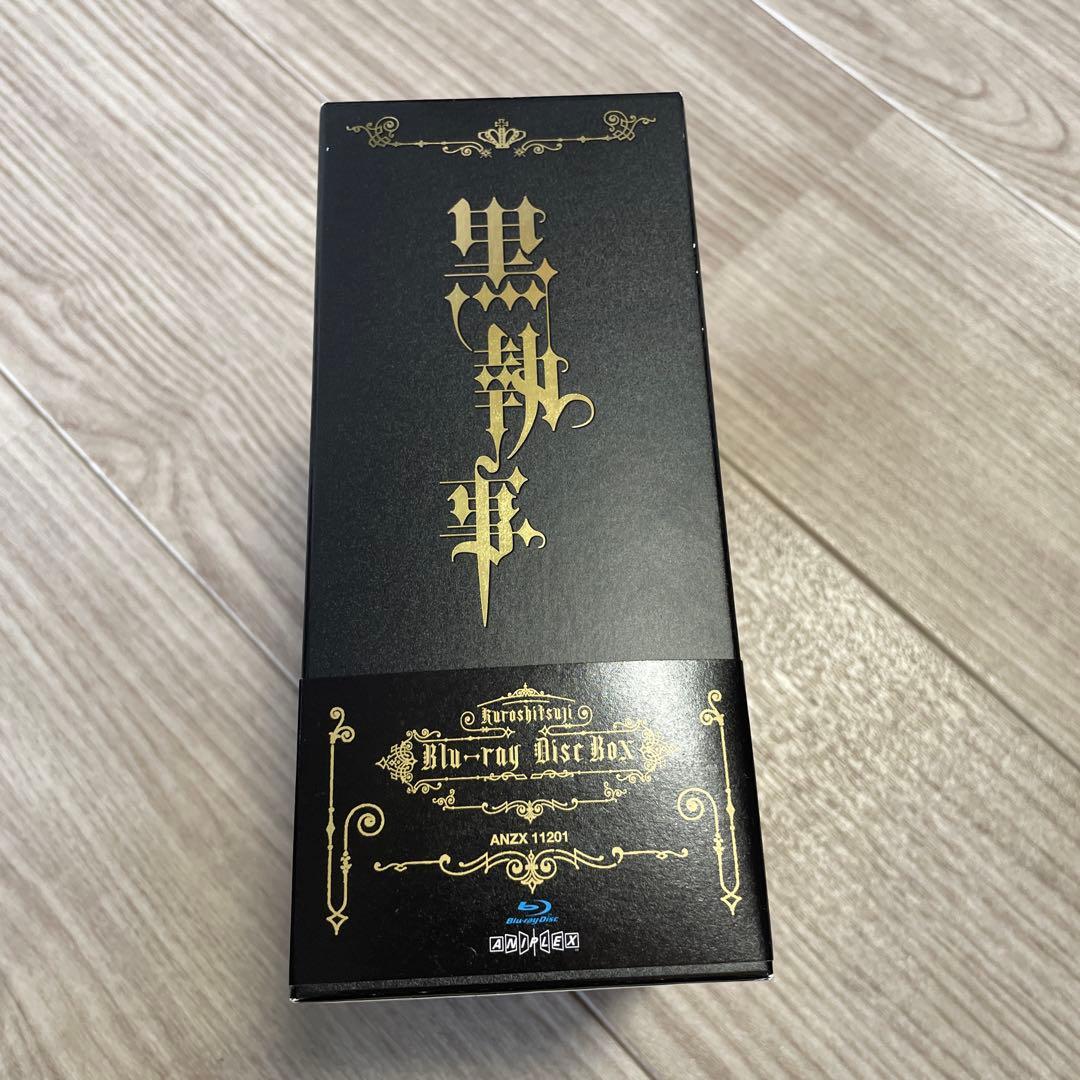 黒執事
Kuroshitsuji
Blu-ray Disc Box
ANZX 11201
Blu-ray Disc
ANIPLEX